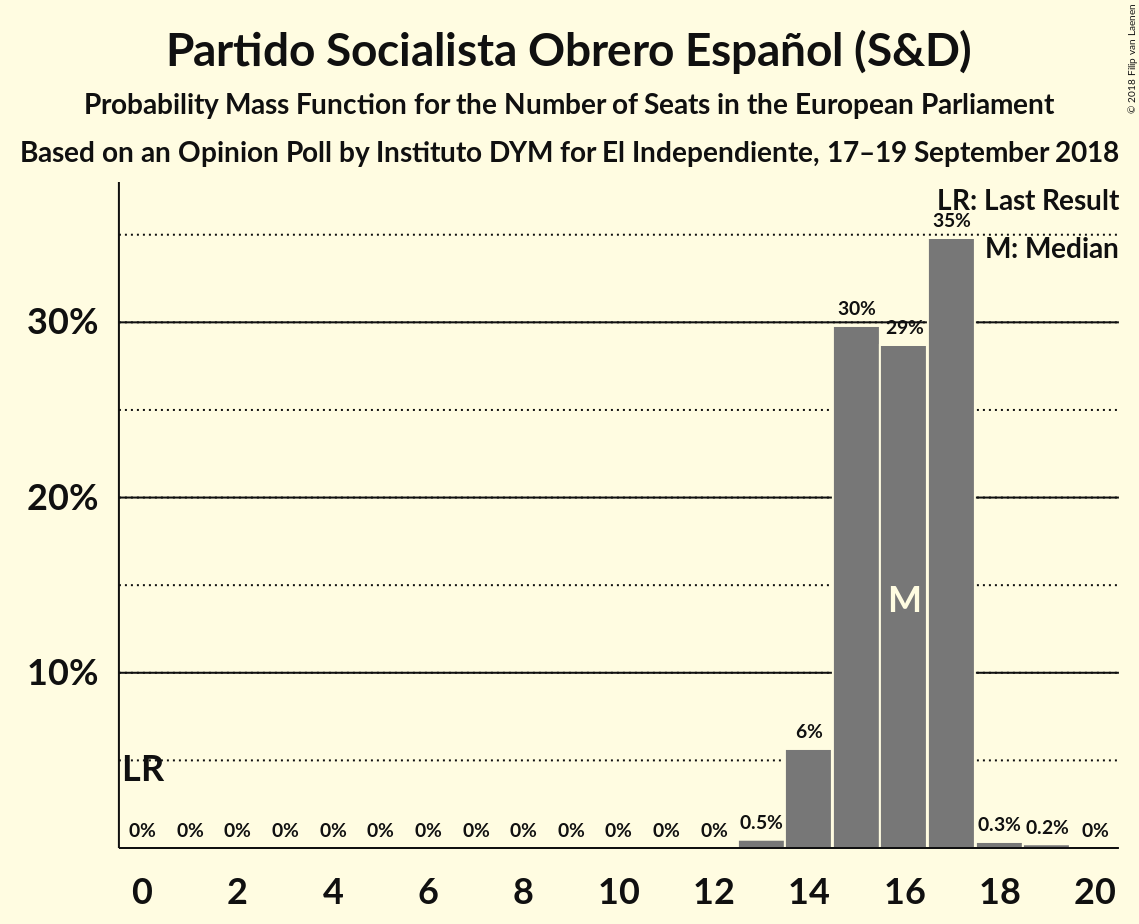 Partido Socialista Obrero Español (S&D)
Probability Mass Function for the Number of Seats in the European Parliament
Based on an Opinion Poll by Instituto DYM for El Independiente, 17–19 September 2018
© 2018 Filip van Laenen
LR: Last Result
M: Median
35%
30%
29%
30%
20%
10%
M
LR
6%
0% 0% 0% 0% 0% 0% 0% 0% 0% 0% 0% 0% 0% 0.5% 0.3% 0.2% 0%
0 2 4 6 8 10 12 14 16 18 20